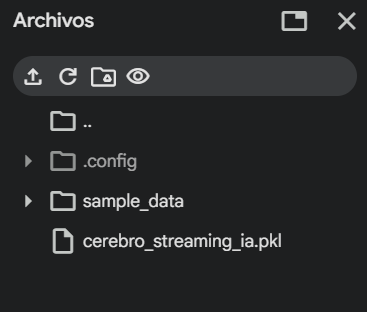 Archivos
..
.config
sample_data
cerebro_streaming_ia.pkl